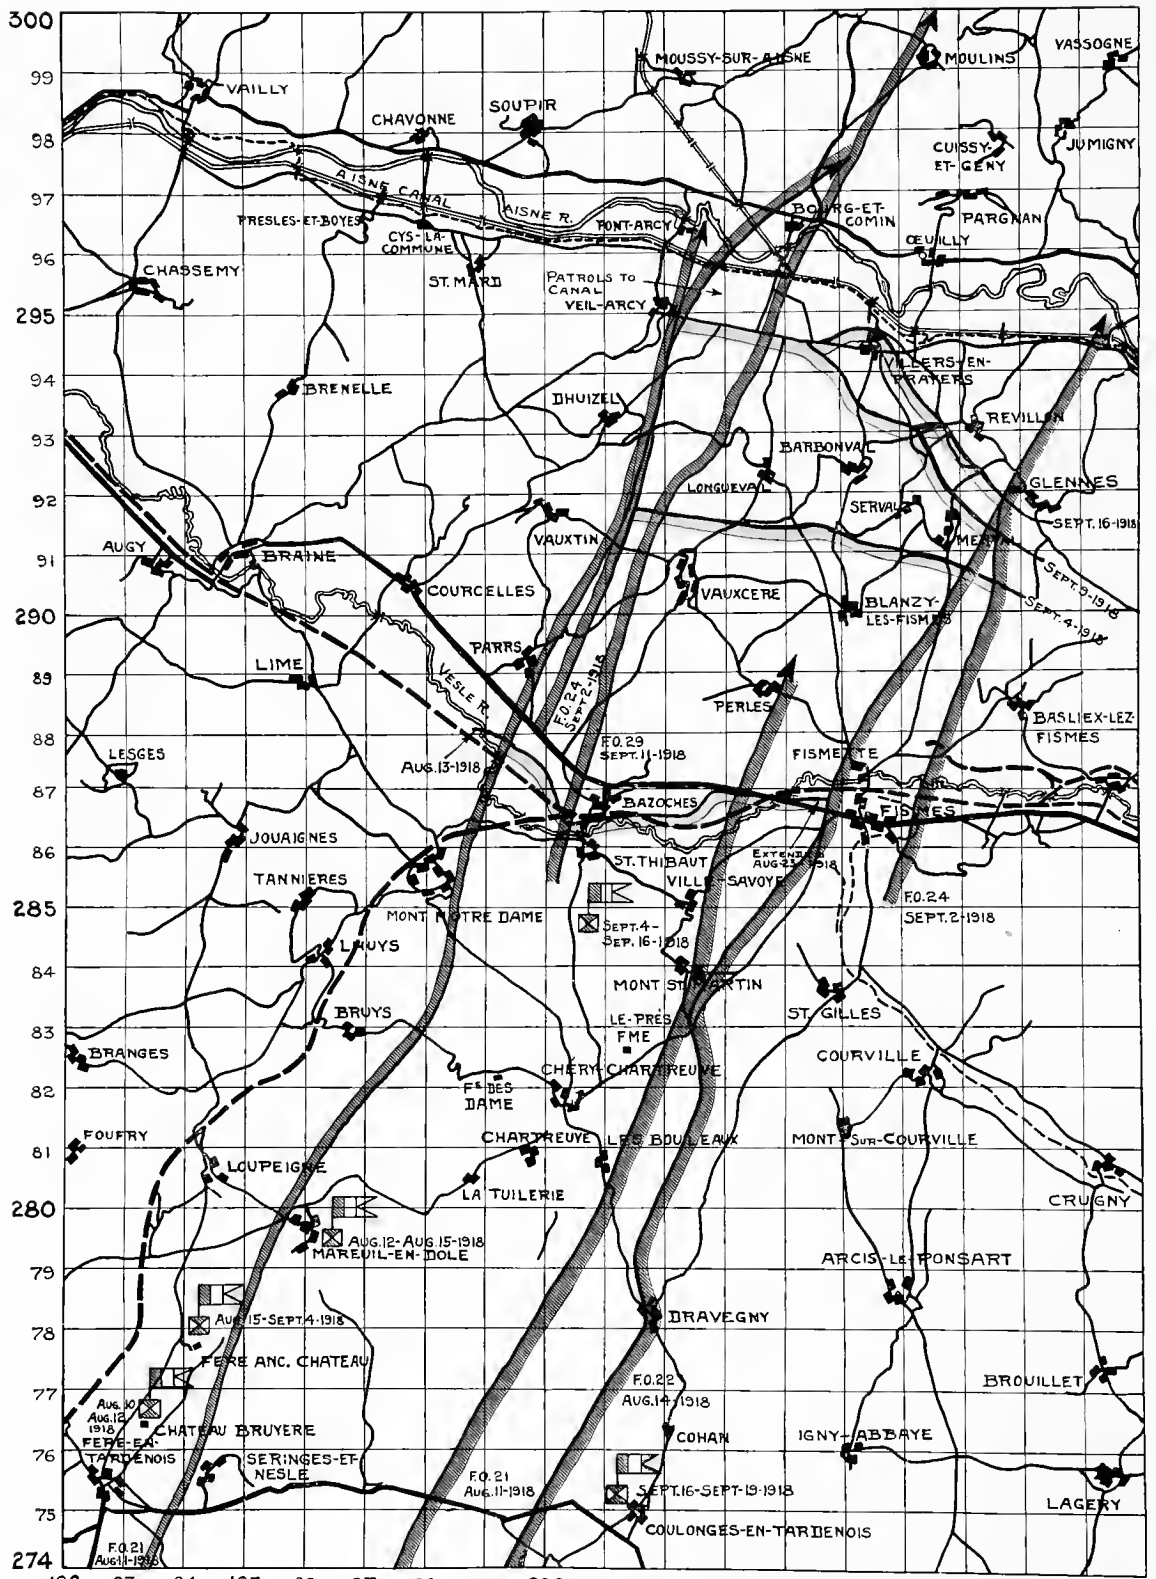 300
99
98
97
96
295
94
93
92
91
290
89
88
87
86
285
84
83
82
81
280
79
78
77
76
75
274
VASSOGNE
MOUSSY-SUR-AISNE
MOULINS
VAILLY
SOUPIR
CHAVONNE
JUMIGNY
CUISSY-
ET-GENY
AISNE CANAL
AISNE R.
PARGNAN
BOURG-ET-
COMIN
PRESLES-ET-BOYES
CYS-LA-
COMMUNE
PONT-ARCY
ŒUILLY
CHASSEMY
ST. MARD
PATROLS TO
CANAL
VEIL-ARCY
VILLERS-EN-
PRAYERS
BRENELLE
DHUIZEL
REVILLON
BARBONVAL
LONGUEVAL
GLENNES
SERVAL
SEPT. 16-1918
MERVAL
VAUXTIN
AUGY
BRAINE
COURCELLES
VAUXCERE
BLANZY-
LES-FISMES
SEPT. 9-1918
SEPT. 4-1918
PARRS
LIME
VESLE R.
F.O. 24
SEPT 2-1918
PERLES
BASLIEX-LEZ-
FISMES
LESGES
AUG. 13-1918
F.O. 29
SEPT. 11-1918
FISMETTE
BAZOCHES
FISMES
JOUAIGNES
ST. THIBAUT
EXTENDED
AUG. 25-1918
TANNIERES
VILLE-SAVOYE
MONT NOTRE DAME
F.O. 24
SEPT. 2-1918
SEPT. 4-
SEP. 16-1918
LHUYS
MONT ST. MARTIN
ST. GILLES
BRUYS
LE-PRÈS
FME
BRANGES
COURVILLE
CHERY-CHARTREUVE
FE DES
DAME
FOUFRY
CHARTREUVE
LES BOULEAUX
MONT-SUR-COURVILLE
LOUPEIGNE
LA TUILERIE
CRUGNY
AUG. 12-AUG. 15-1918
MAREUIL-EN-DOLE
ARCIS-LE-PONSART
AUG. 15-SEPT. 4-1918
DRAVEGNY
FERE ANC. CHATEAU
F.O. 22
AUG. 14-1918
BROUILLET
AUG. 10
AUG. 12
1918
CHATEAU BRUYERE
FERE-EN-
TARDENOIS
COHAN
IGNY-ABBAYE
SERINGES-ET-
NESLE
F.O. 21
AUG. 11-1918
SEPT. 16-SEPT-19-1918
LAGERY
COULONGES-EN-TARDENOIS
F.O. 21
AUG. 11-1918